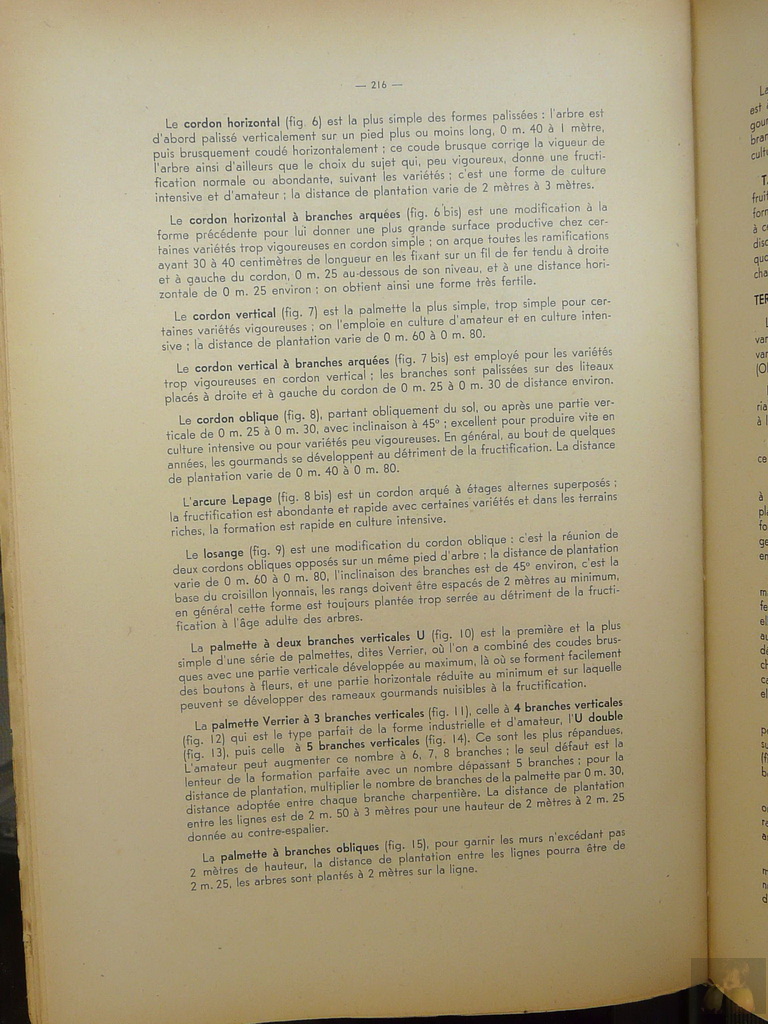 — 216 —
Le cordon horizontal (fig. 6) est la plus simple des formes palissées : l'arbre est
d'abord palissé verticalement sur un pied plus ou moins long, 0 m. 40 à 1 mètre,
puis brusquement coudé horizontalement ; ce coude brusque corrige la vigueur de
l'arbre ainsi d'ailleurs que le choix du sujet qui, peu vigoureux, donne une fructi-
fication normale ou abondante, suivant les variétés ; c'est une forme de culture
intensive et d'amateur ; la distance de plantation varie de 2 mètres à 3 mètres.
Le cordon horizontal à branches arquées (fig. 6 bis) est une modification à la
forme précédente pour lui donner une plus grande surface productive chez cer-
taines variétés trop vigoureuses en cordon simple ; on arque toutes les ramifications
ayant 30 à 40 centimètres de longueur en les fixant sur un fil de fer tendu à droite
et à gauche du cordon, 0 m. 25 au-dessous de son niveau, et à une distance hori-
zontale de 0 m. 25 environ ; on obtient ainsi une forme très fertile.
Le cordon vertical (fig. 7) est la palmette la plus simple, trop simple pour cer-
taines variétés vigoureuses ; on l'emploie en culture d'amateur et en culture inten-
sive ; la distance de plantation varie de 0 m. 60 à 0 m. 80.
Le cordon vertical à branches arquées (fig. 7 bis) est employé pour les variétés
trop vigoureuses en cordon vertical ; les branches sont palissées sur des liteaux
placés à droite et à gauche du cordon de 0 m. 25 à 0 m. 30 de distance environ.
Le cordon oblique (fig. 8), partant obliquement du sol, ou après une partie ver-
ticale de 0 m. 25 à 0 m. 30, avec inclinaison à 45° ; excellent pour produire vite en
culture intensive ou pour variétés peu vigoureuses. En général, au bout de quelques
années, les gourmands se développent au détriment de la fructification. La distance
de plantation varie de 0 m. 40 à 0 m. 80.
L'arcure Lepage (fig. 8 bis) est un cordon arqué à étages alternes superposés ;
la fructification est abondante et rapide avec certaines variétés et dans les terrains
riches, la formation est rapide en culture intensive.
Le losange (fig. 9) est une modification du cordon oblique : c'est la réunion de
deux cordons obliques opposés sur un même pied d'arbre ; la distance de plantation
varie de 0 m. 60 à 0 m. 80, l'inclinaison des branches est de 45° environ, c'est la
base du croisillon lyonnais, les rangs doivent être espacés de 2 mètres au minimum,
en général cette forme est toujours plantée trop serrée au détriment de la fructi-
fication à l'âge adulte des arbres.
La palmette à deux branches verticales U (fig. 10) est la première et la plus
simple d'une série de palmettes, dites Verrier, où l'on a combiné des coudes brus-
ques avec une partie verticale développée au maximum, là où se forment facilement
des boutons à fleurs, et une partie horizontale réduite au minimum et sur laquelle
peuvent se développer des rameaux gourmands nuisibles à la fructification.
La palmette Verrier à 3 branches verticales (fig. 11), celle à 4 branches verticales
(fig. 12) qui est le type parfait de la forme industrielle et d'amateur, l'U double
(fig. 13), puis celle à 5 branches verticales (fig. 14). Ce sont les plus répandues.
L'amateur peut augmenter ce nombre à 6, 7, 8 branches ; le seul défaut est la
lenteur de la formation parfaite avec un nombre dépassant 5 branches ; pour la
distance de plantation, multiplier le nombre de branches de la palmette par 0 m. 30,
distance adoptée entre chaque branche charpentière. La distance de plantation
entre les lignes est de 2 m. 50 à 3 mètres pour une hauteur de 2 mètres à 2 m. 25
donnée au contre-espalier.
La palmette à branches obliques (fig. 15), pour garnir les murs n'excédant pas
2 mètres de hauteur, la distance de plantation entre les lignes pourra être de
2 m. 25, les arbres sont plantés à 2 mètres sur la ligne.